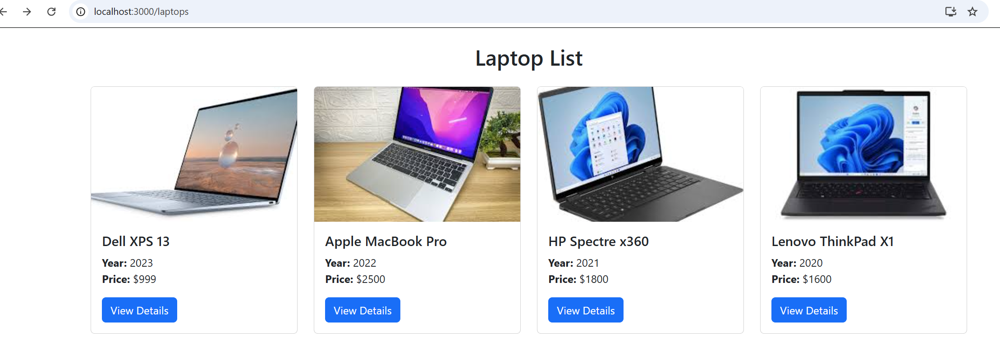 localhost:3000/laptops
Laptop List
Dell XPS 13
Year: 2023
Price: $999
View Details
Apple MacBook Pro
Year: 2022
Price: $2500
View Details
HP Spectre x360
Year: 2021
Price: $1800
View Details
Lenovo ThinkPad X1
Year: 2020
Price: $1600
View Details